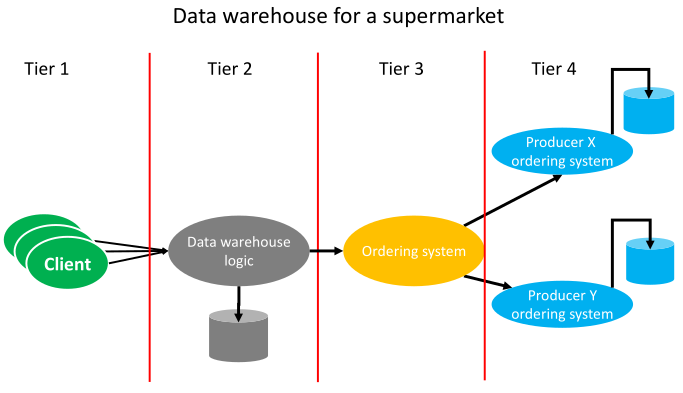 Data warehouse for a supermarket
Tier 1
Tier 2
Tier 3
Tier 4
Producer X
ordering system
Client
Data warehouse
logic
Ordering system
Producer Y
ordering system